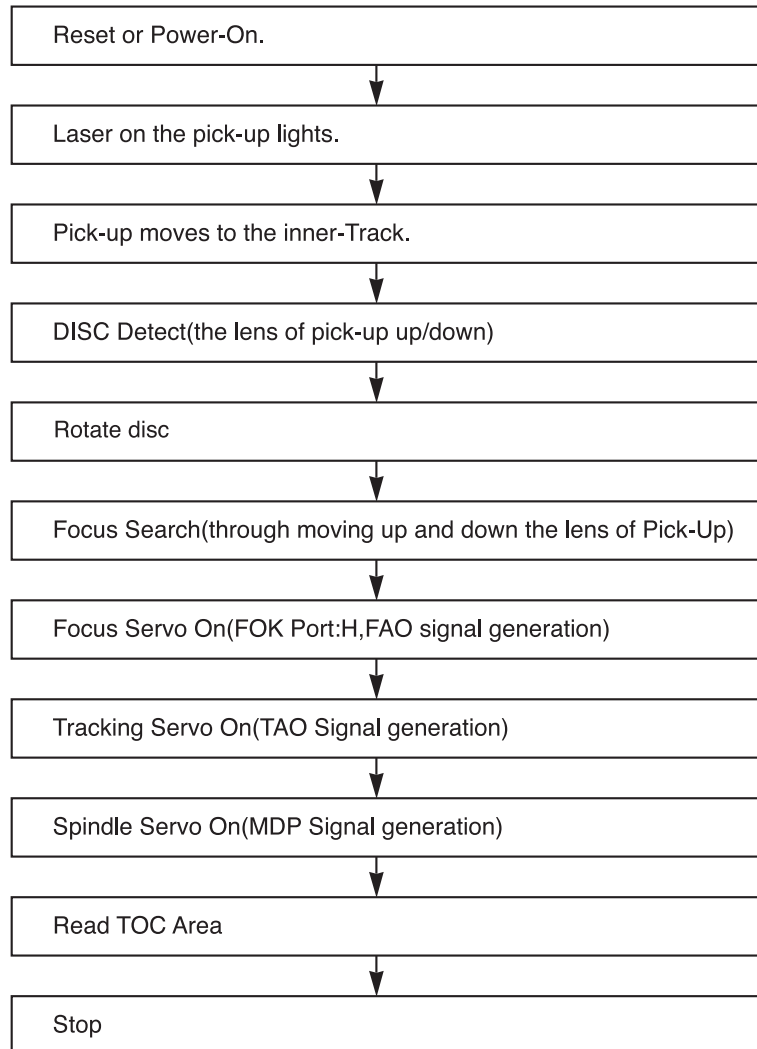 Reset or Power-On.
Laser on the pick-up lights.
Pick-up moves to the inner-Track.
DISC Detect(the lens of pick-up up/down)
Rotate disc
Focus Search(through moving up and down the lens of Pick-Up)
Focus Servo On(FOK Port:H,FAO signal generation)
Tracking Servo On(TAO Signal generation)
Spindle Servo On(MDP Signal generation)
Read TOC Area
Stop